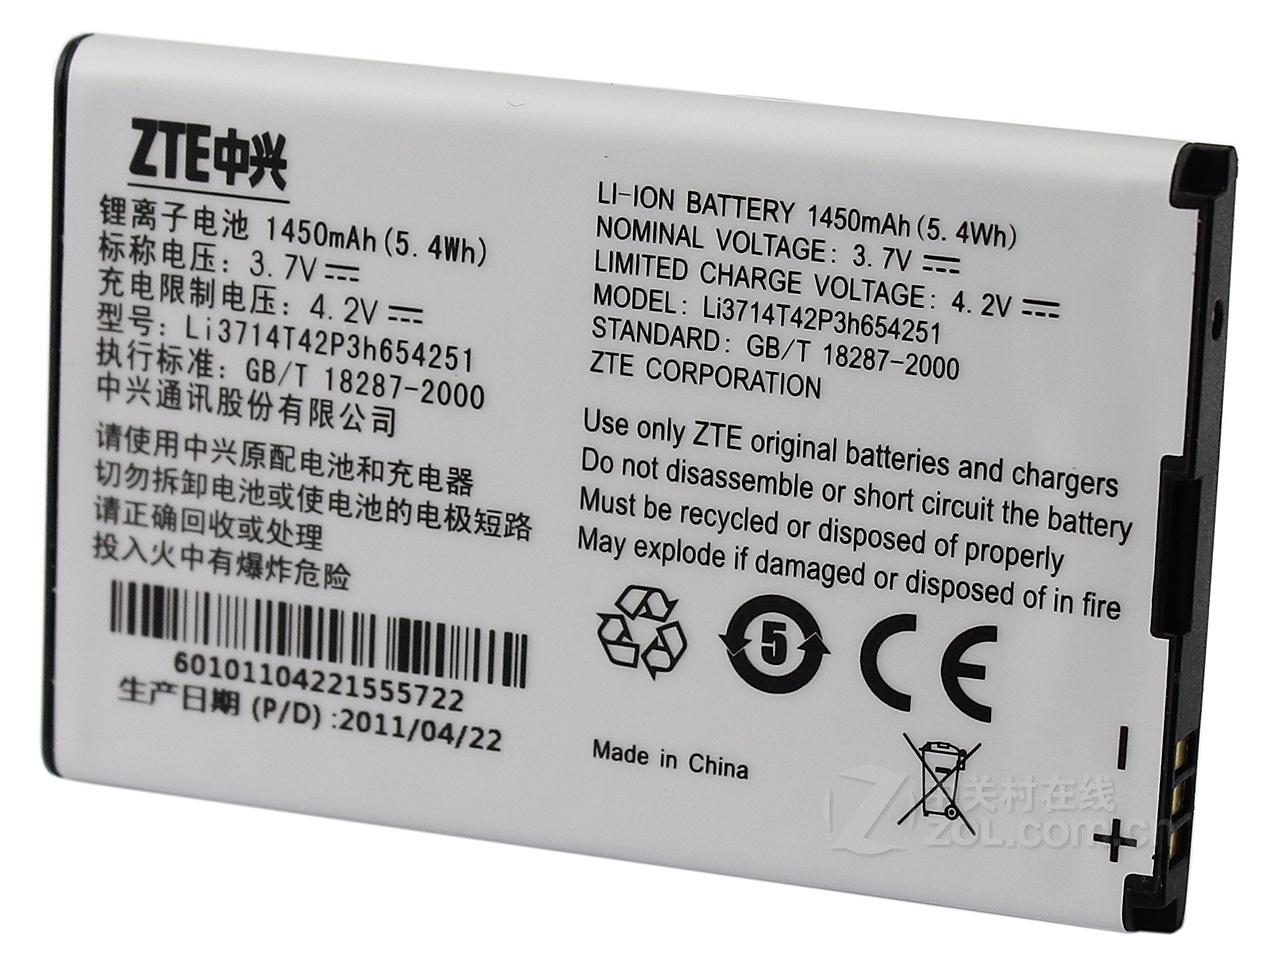 ZTE中兴
锂离子电池 1450mAh(5.4Wh)
标称电压: 3.7V
充电限制电压: 4.2V
型号: Li3714T42P3h654251
执行标准: GB/T 18287-2000
中兴通讯股份有限公司
请使用中兴原配电池和充电器
切勿拆卸电池或使电池的电极短路
请正确回收或处理
投入火中有爆炸危险
60101104221555722
生产日期 (P/D) :2011/04/22
LI-ION BATTERY 1450mAh(5.4Wh)
NOMINAL VOLTAGE: 3.7V
LIMITED CHARGE VOLTAGE: 4.2V
MODEL: Li3714T42P3h654251
STANDARD: GB/T 18287-2000
ZTE CORPORATION
Use only ZTE original batteries and chargers
Do not disassemble or short circuit the battery
Must be recycled or disposed of properly
May explode if damaged or disposed of in fire
5
CE
Made in China
-
+
Z 关村在线
ZOL.com.cn